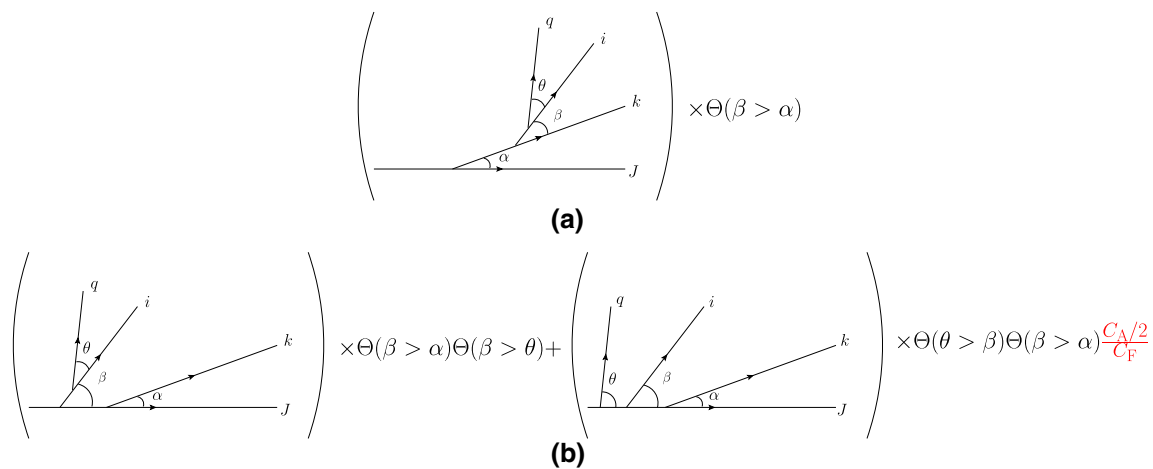 q
i
θ
k
β
×Θ(β > α)
α
J
(a)
q i q i
θ k k
β ×Θ(β > α)Θ(β > θ)+ θ β ×Θ(θ > β)Θ(β > α) C_A/2 / C_F
α J α J
(b)